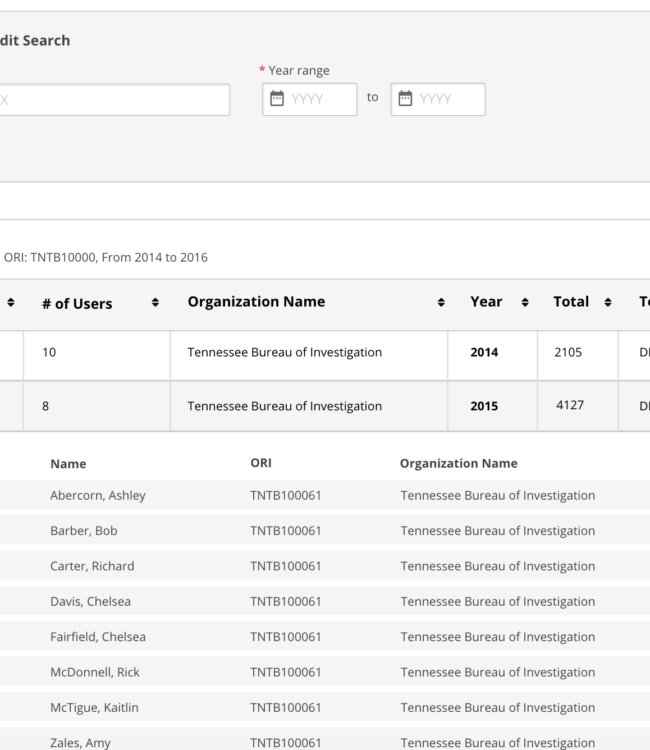 dit Search
* Year range
X YYYY to YYYY
ORI: TNTB10000, From 2014 to 2016
# of Users Organization Name Year Total T
10 Tennessee Bureau of Investigation 2014 2105 D
8 Tennessee Bureau of Investigation 2015 4127 D
Name ORI Organization Name
Abercorn, Ashley TNTB100061 Tennessee Bureau of Investigation
Barber, Bob TNTB100061 Tennessee Bureau of Investigation
Carter, Richard TNTB100061 Tennessee Bureau of Investigation
Davis, Chelsea TNTB100061 Tennessee Bureau of Investigation
Fairfield, Chelsea TNTB100061 Tennessee Bureau of Investigation
McDonnell, Rick TNTB100061 Tennessee Bureau of Investigation
McTigue, Kaitlin TNTB100061 Tennessee Bureau of Investigation
Zales, Amy TNTB100061 Tennessee Bureau of Investigation